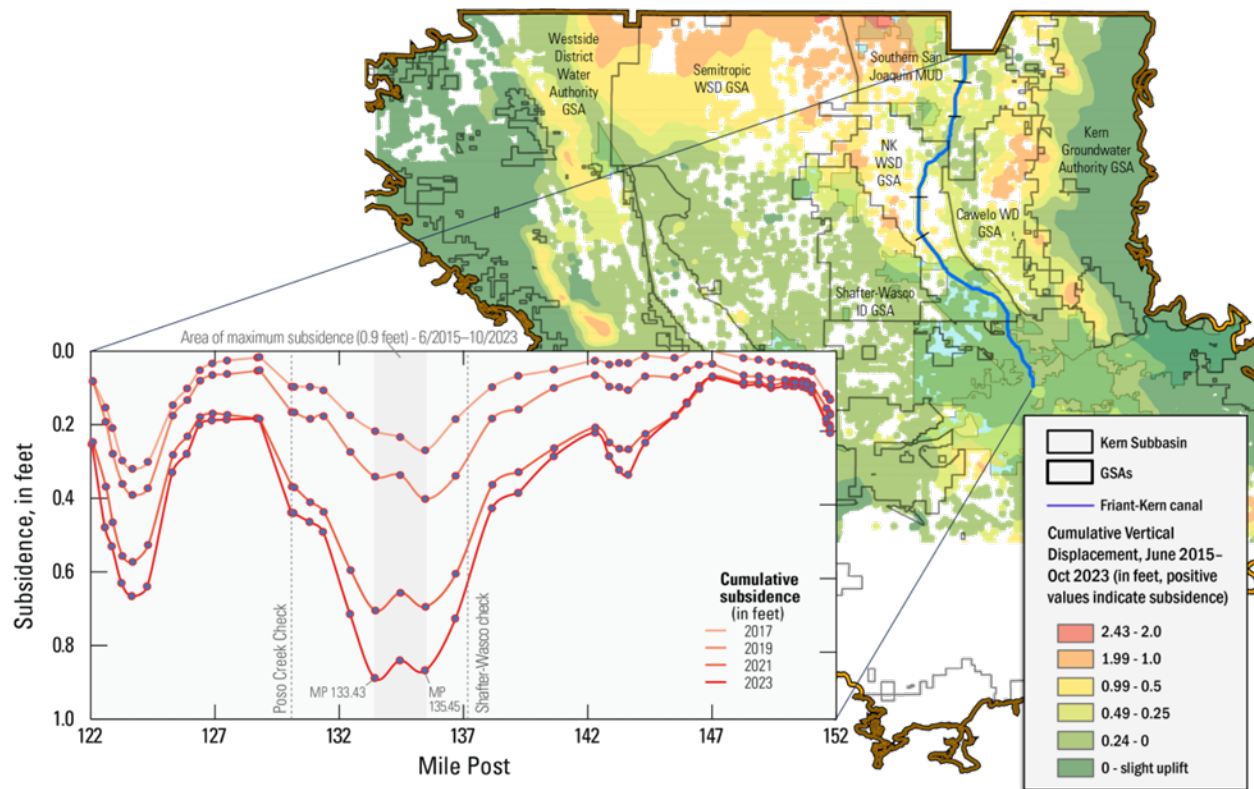 Westside
District
Water
Authority
GSA
Semitropic
WSD GSA
Southern San
Joaquin MUD
NK
WSD
GSA
Kern
Groundwater
Authority GSA
Cawelo WD
GSA
Shafter-Wasco
ID GSA
Area of maximum subsidence (0.9 feet) - 6/2015–10/2023
0.0
0.2
0.4
0.6
0.8
1.0
Subsidence, in feet
Poso Creek Check
MP 133.43
MP
135.45
Shafter-Wasco check
Cumulative
subsidence
(in feet)
2017
2019
2021
2023
122
127
132
137
142
147
152
Mile Post
Kern Subbasin
GSAs
Friant-Kern canal
Cumulative Vertical
Displacement, June 2015–
Oct 2023 (in feet, positive
values indicate subsidence)
2.43 - 2.0
1.99 - 1.0
0.99 - 0.5
0.49 - 0.25
0.24 - 0
0 - slight uplift